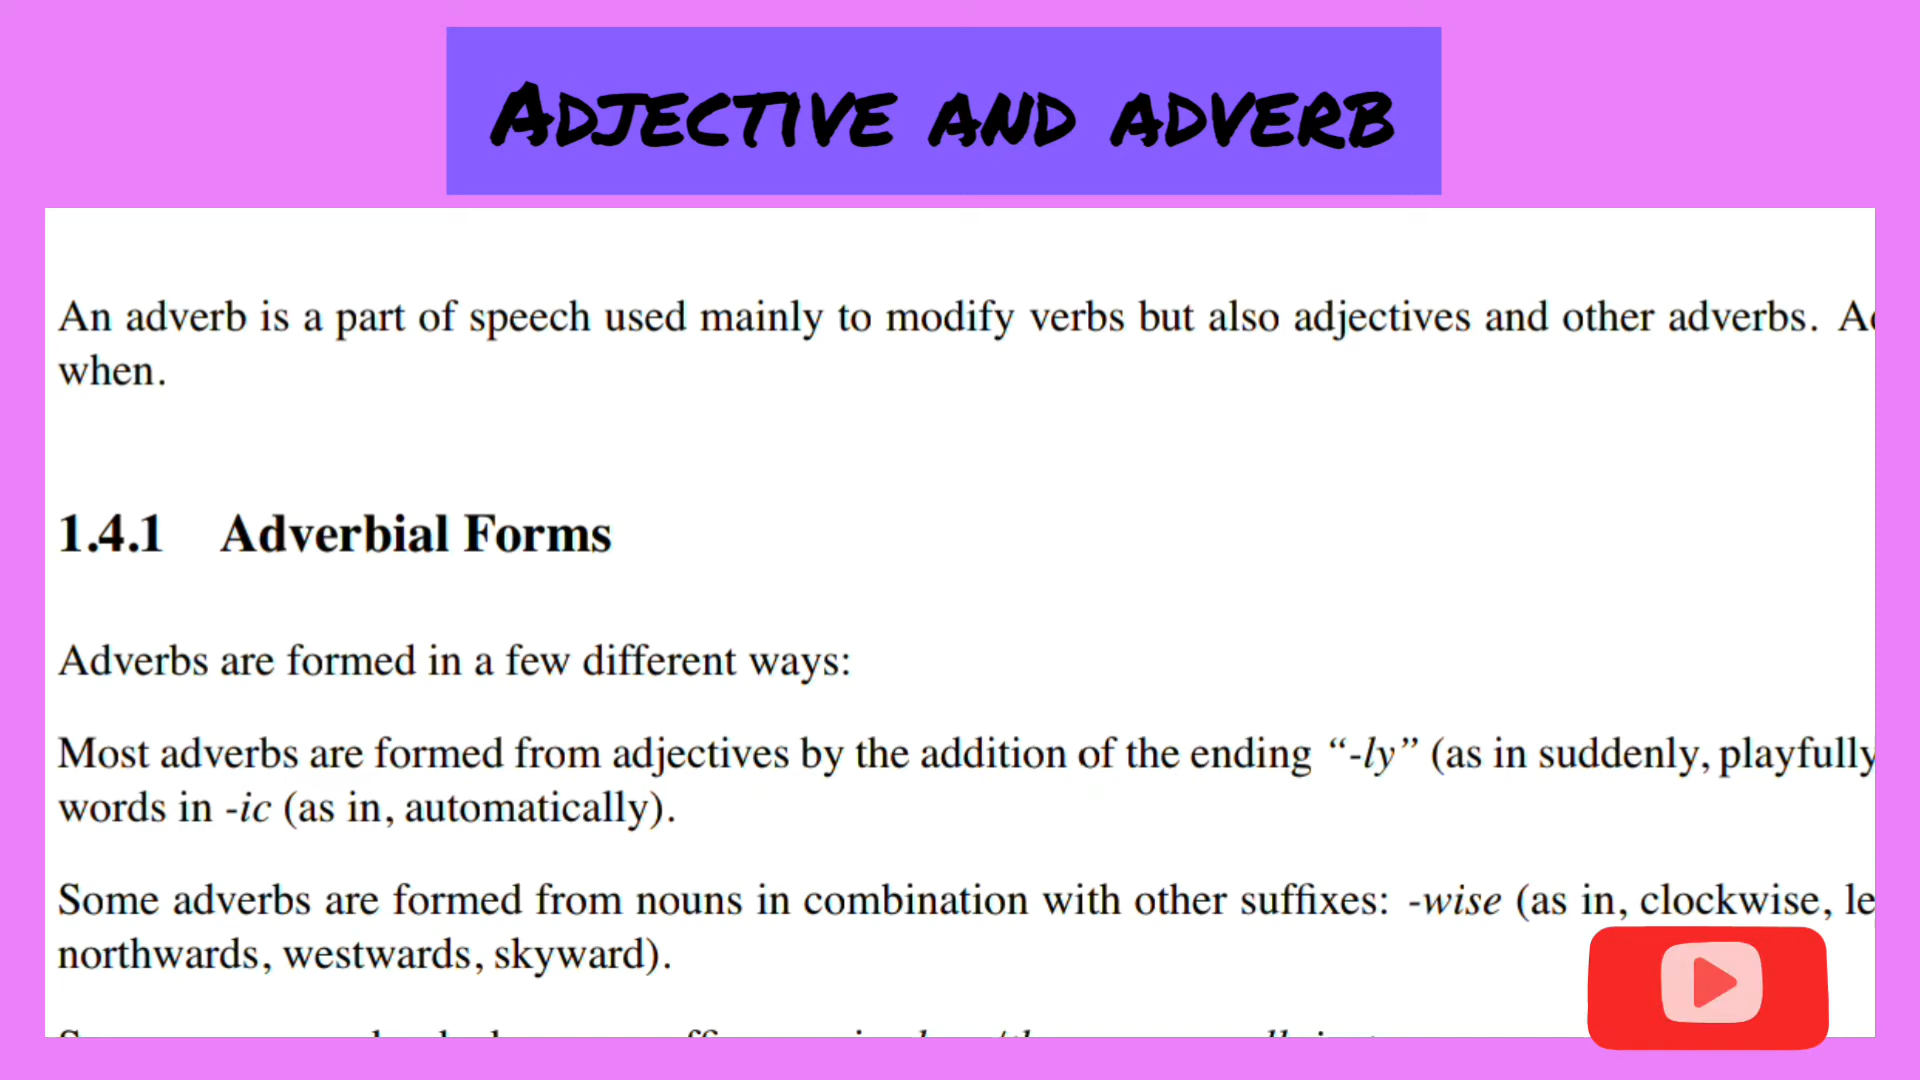 ADJECTIVE AND ADVERB
An adverb is a part of speech used mainly to modify verbs but also adjectives and other adverbs.
when.
1.4.1 Adverbial Forms
Adverbs are formed in a few different ways:
Most adverbs are formed from adjectives by the addition of the ending “-ly” (as in suddenly, playfully
words in -ic (as in, automatically).
Some adverbs are formed from nouns in combination with other suffixes: -wise (as in, clockwise,
northwards, westwards, skyward).